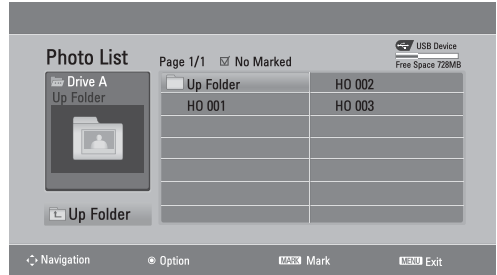 Photo List
Page 1/1
No Marked
USB Device
Free Space 728MB
Drive A
Up Folder
Up Folder
HO 002
HO 001
HO 003
Up Folder
Navigation
Option
MARK Mark
MENU Exit